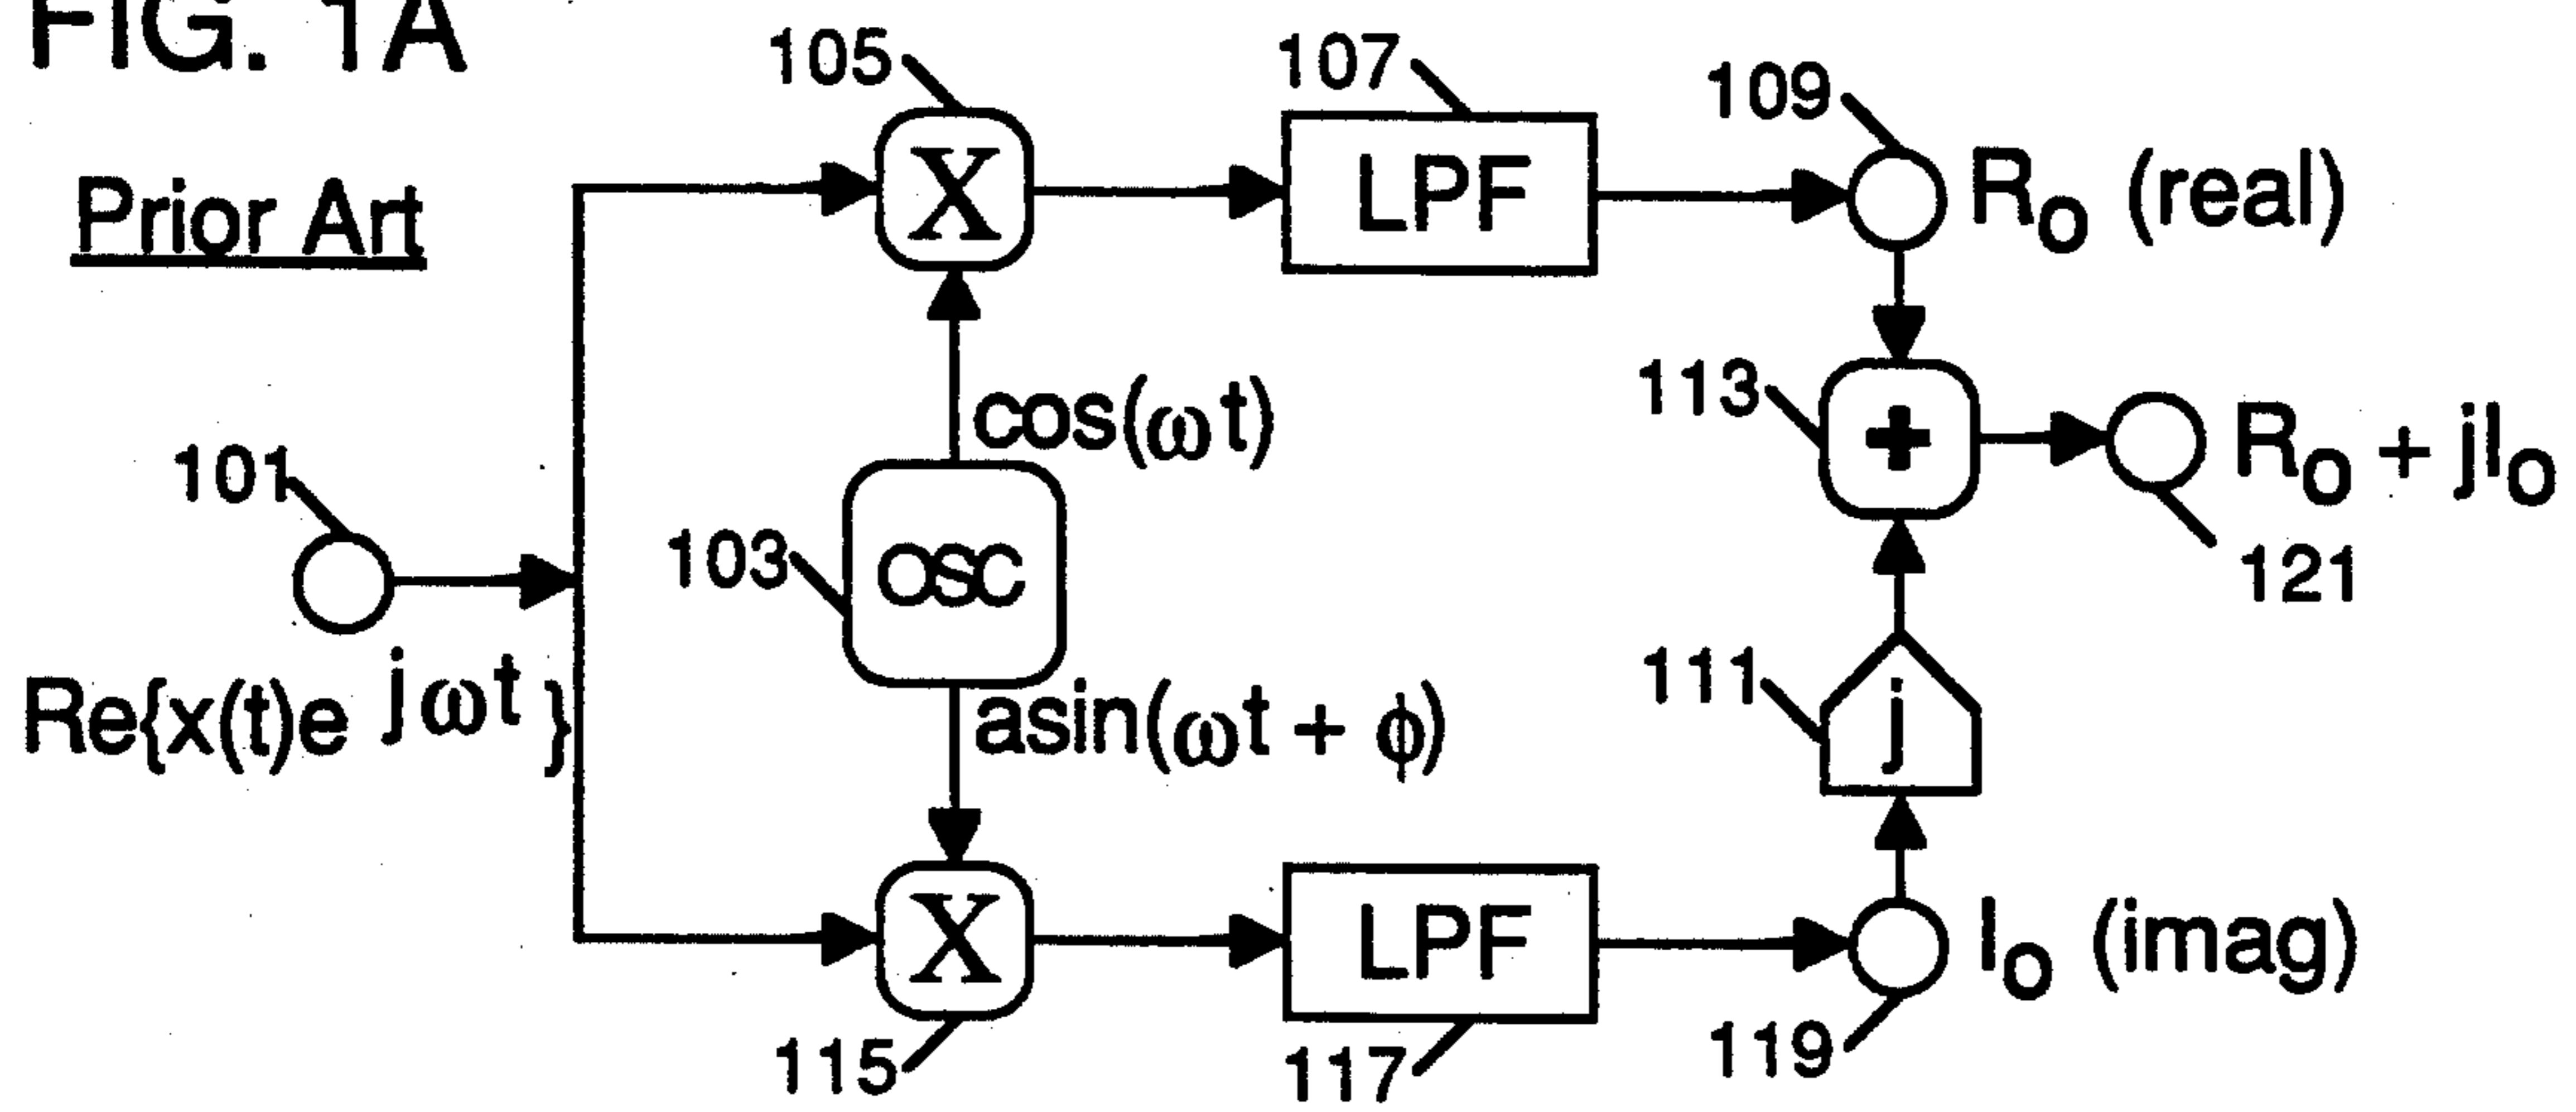 FIG. 1A
Prior Art
105
107
109
X
LPF
Ro (real)
cos(ωt)
113
+
Ro + jIo
101
103
OSC
121
Re{x(t)e jωt}
asin(ωt + φ)
111
j
X
LPF
Io (imag)
115
117
119